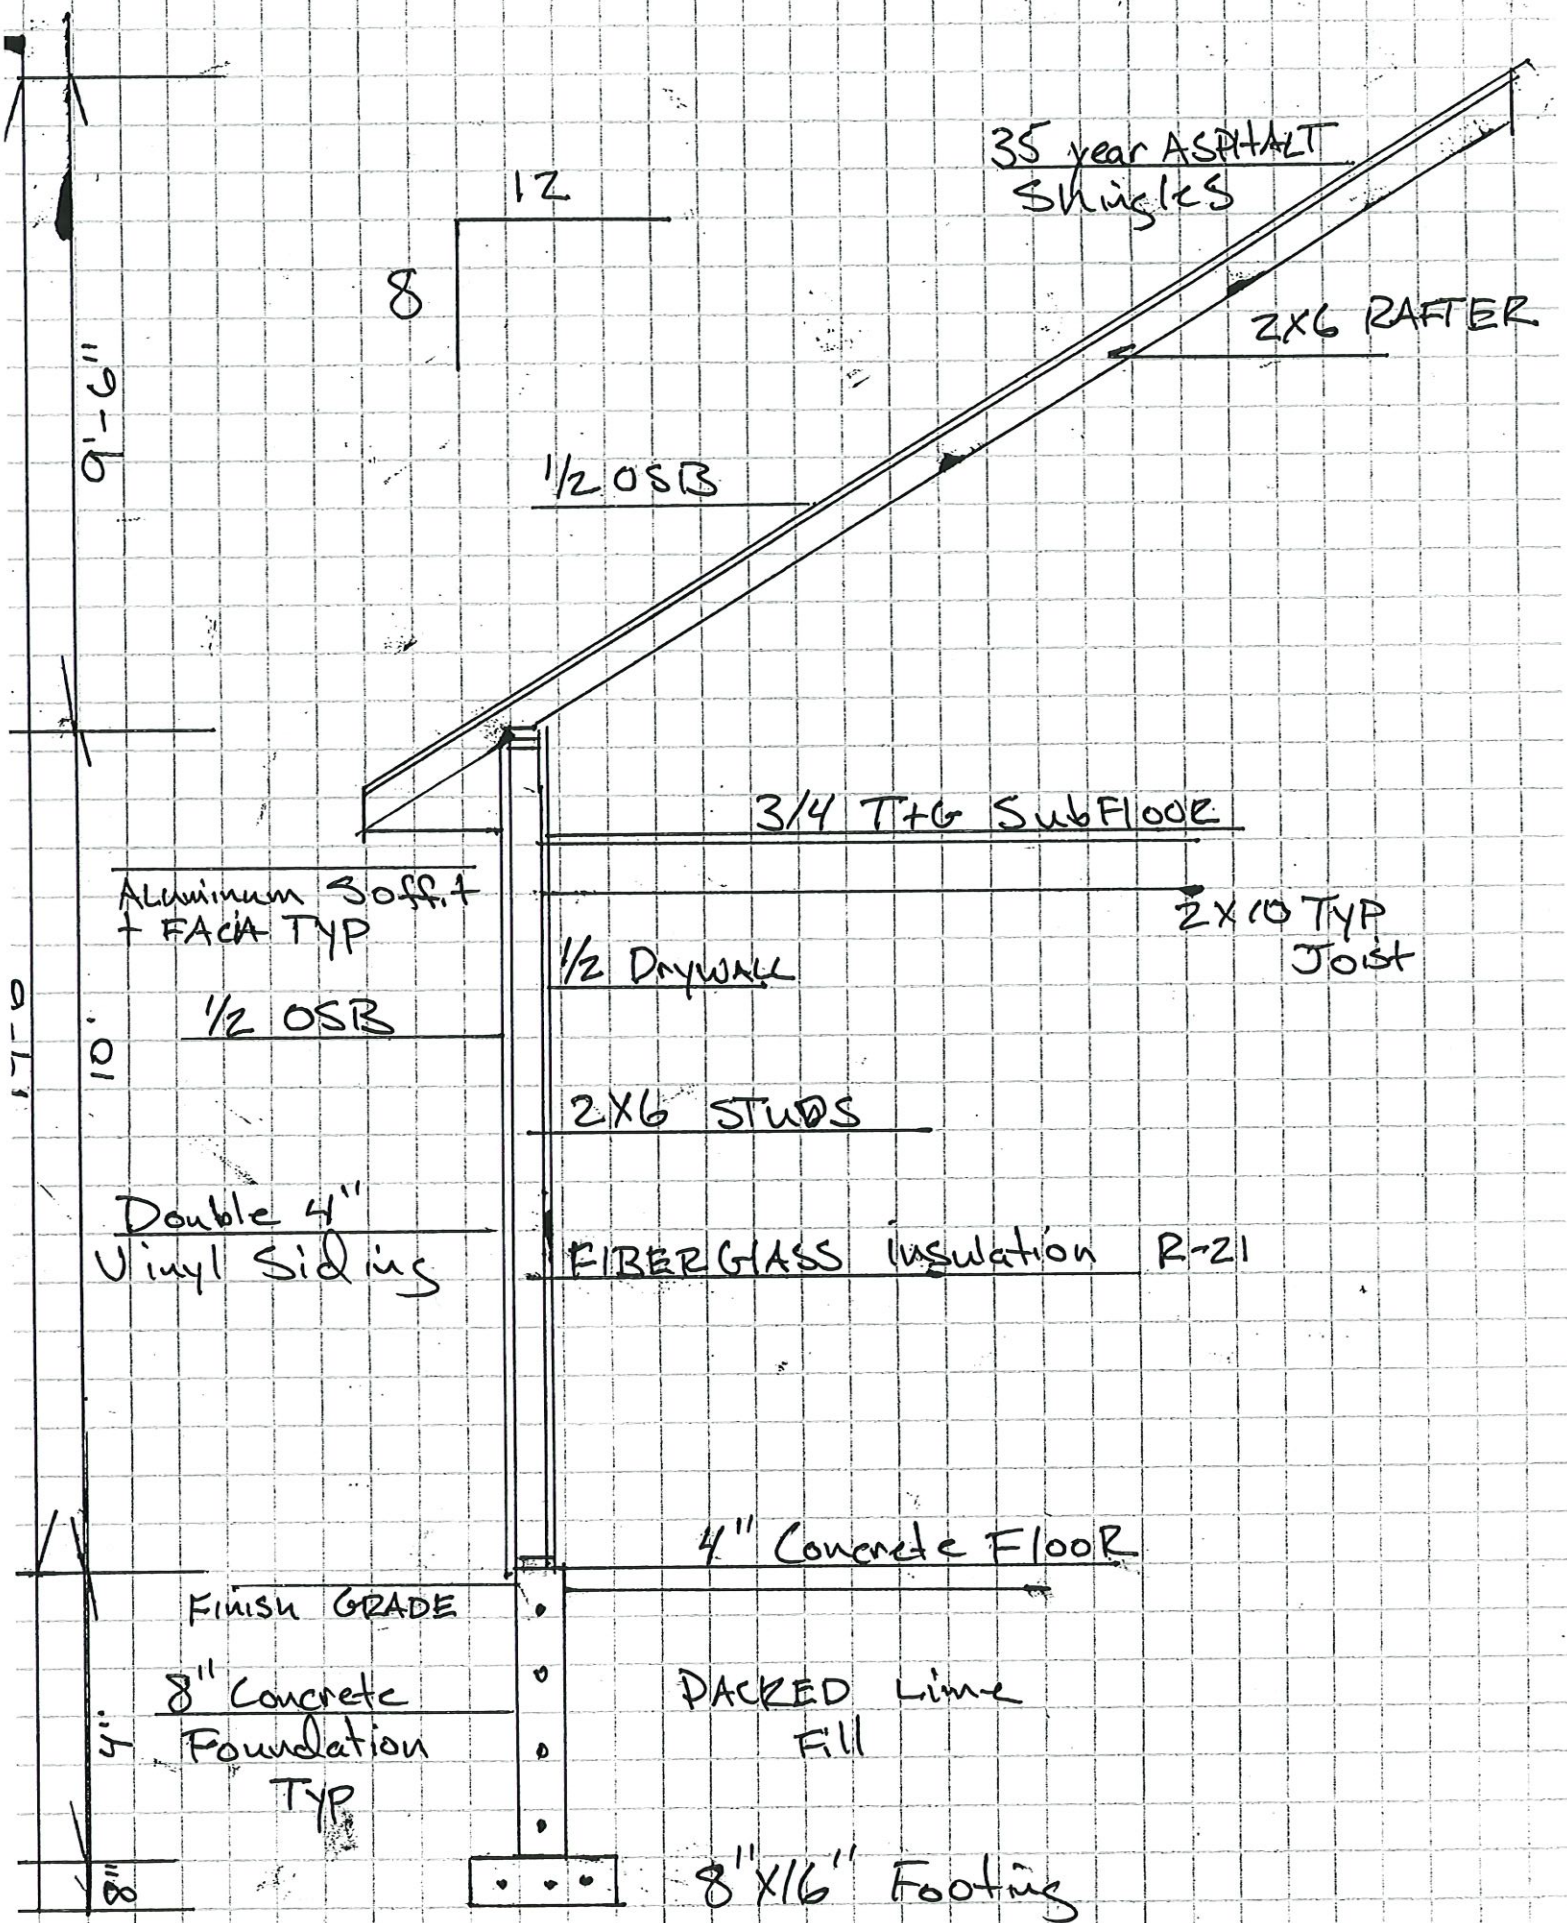 35 year ASPHALT
Shingles
12
8
2X6 RAFTER
9'-6"
1/2 OSB
3/4 T+G SubFlooR
Aluminum Soffit
+ FACIA TYP
2X10 TYP
Joist
1/2 Drywall
1/2 OSB
10'
2X6 STUDS
Double 4"
Vinyl Siding
FIBERGLASS insulation R-21
4" Concrete FlooR
Finish GRADE
8" Concrete
Foundation
Typ
4"
PACKED Lime
Fill
8"
8"X16" Footing